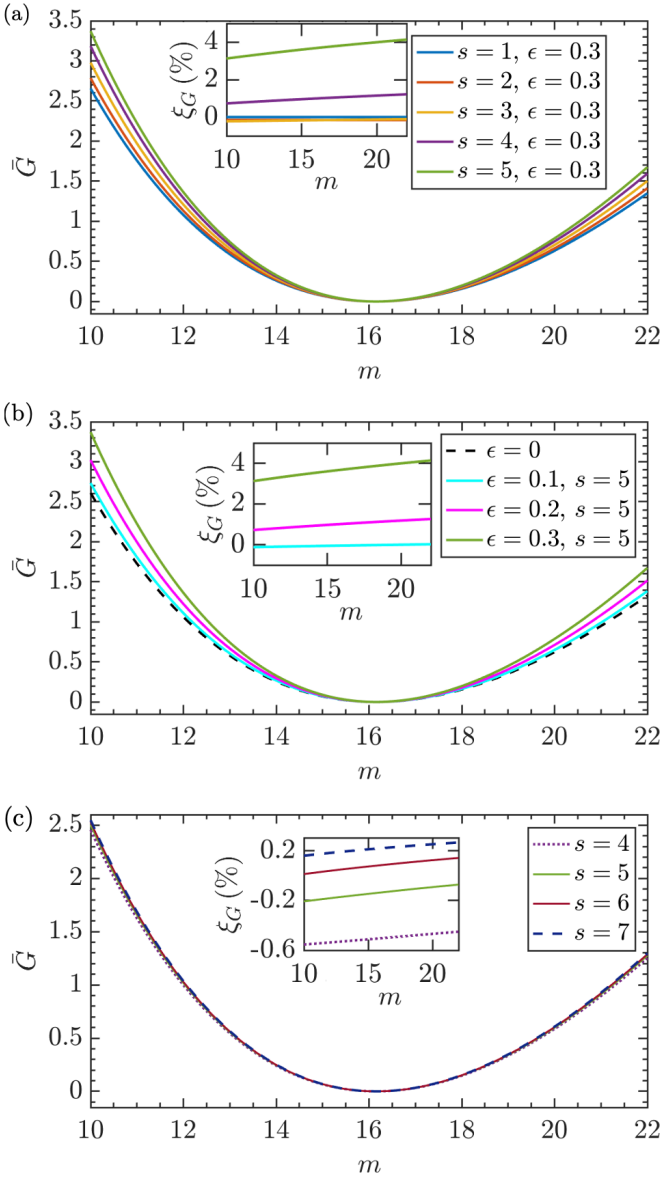 (a)
3.5
3
2.5
2
1.5
1
0.5
0
Ḡ
10 12 14 16 18 20 22
m
4
2
0
ξ_G (%)
10 15 20
m
s = 1, ϵ = 0.3
s = 2, ϵ = 0.3
s = 3, ϵ = 0.3
s = 4, ϵ = 0.3
s = 5, ϵ = 0.3
(b)
3.5
3
2.5
2
1.5
1
0.5
0
Ḡ
10 12 14 16 18 20 22
m
4
2
0
ξ_G (%)
10 15 20
m
ϵ = 0
ϵ = 0.1, s = 5
ϵ = 0.2, s = 5
ϵ = 0.3, s = 5
(c)
2.5
2
1.5
1
0.5
0
Ḡ
10 12 14 16 18 20 22
m
0.2
-0.2
-0.6
ξ_G (%)
10 15 20
m
s = 4
s = 5
s = 6
s = 7